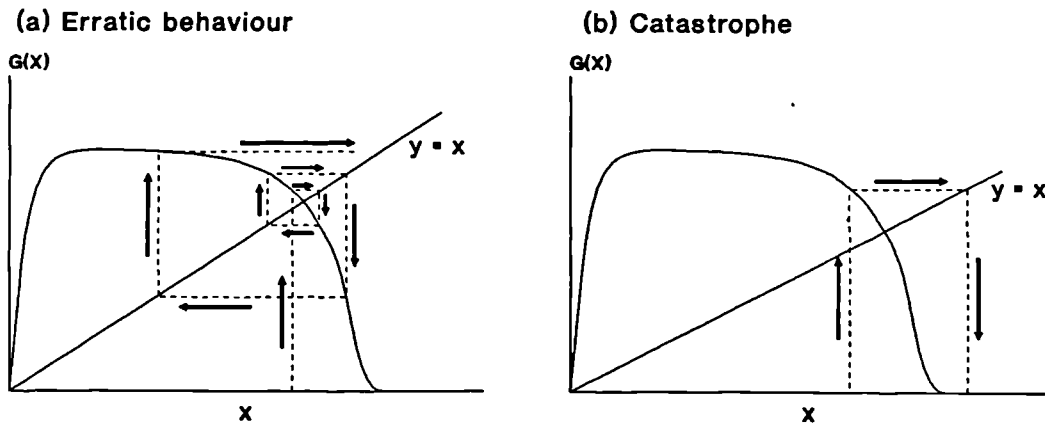 (a) Erratic behaviour
(b) Catastrophe
G(X)
G(X)
y = x
y = x
X
X